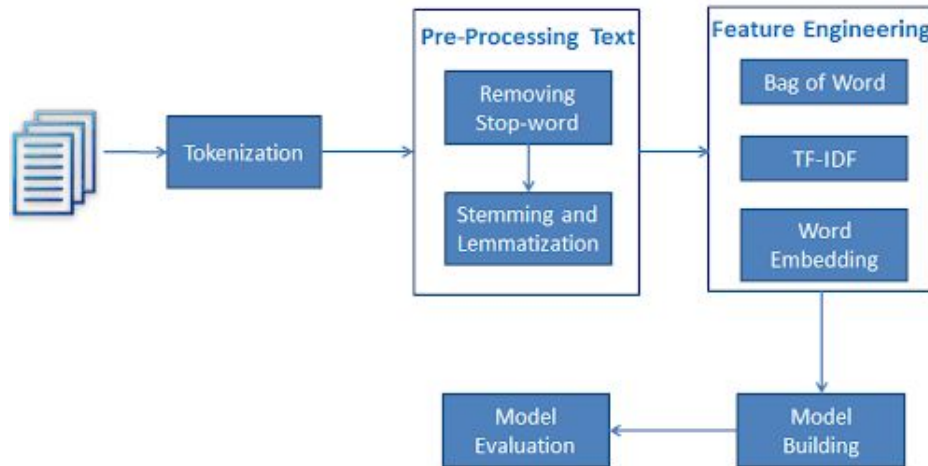 Pre-Processing Text
Removing
Stop-word
Stemming and
Lemmatization
Tokenization
Feature Engineering
Bag of Word
TF-IDF
Word
Embedding
Model
Building
Model
Evaluation